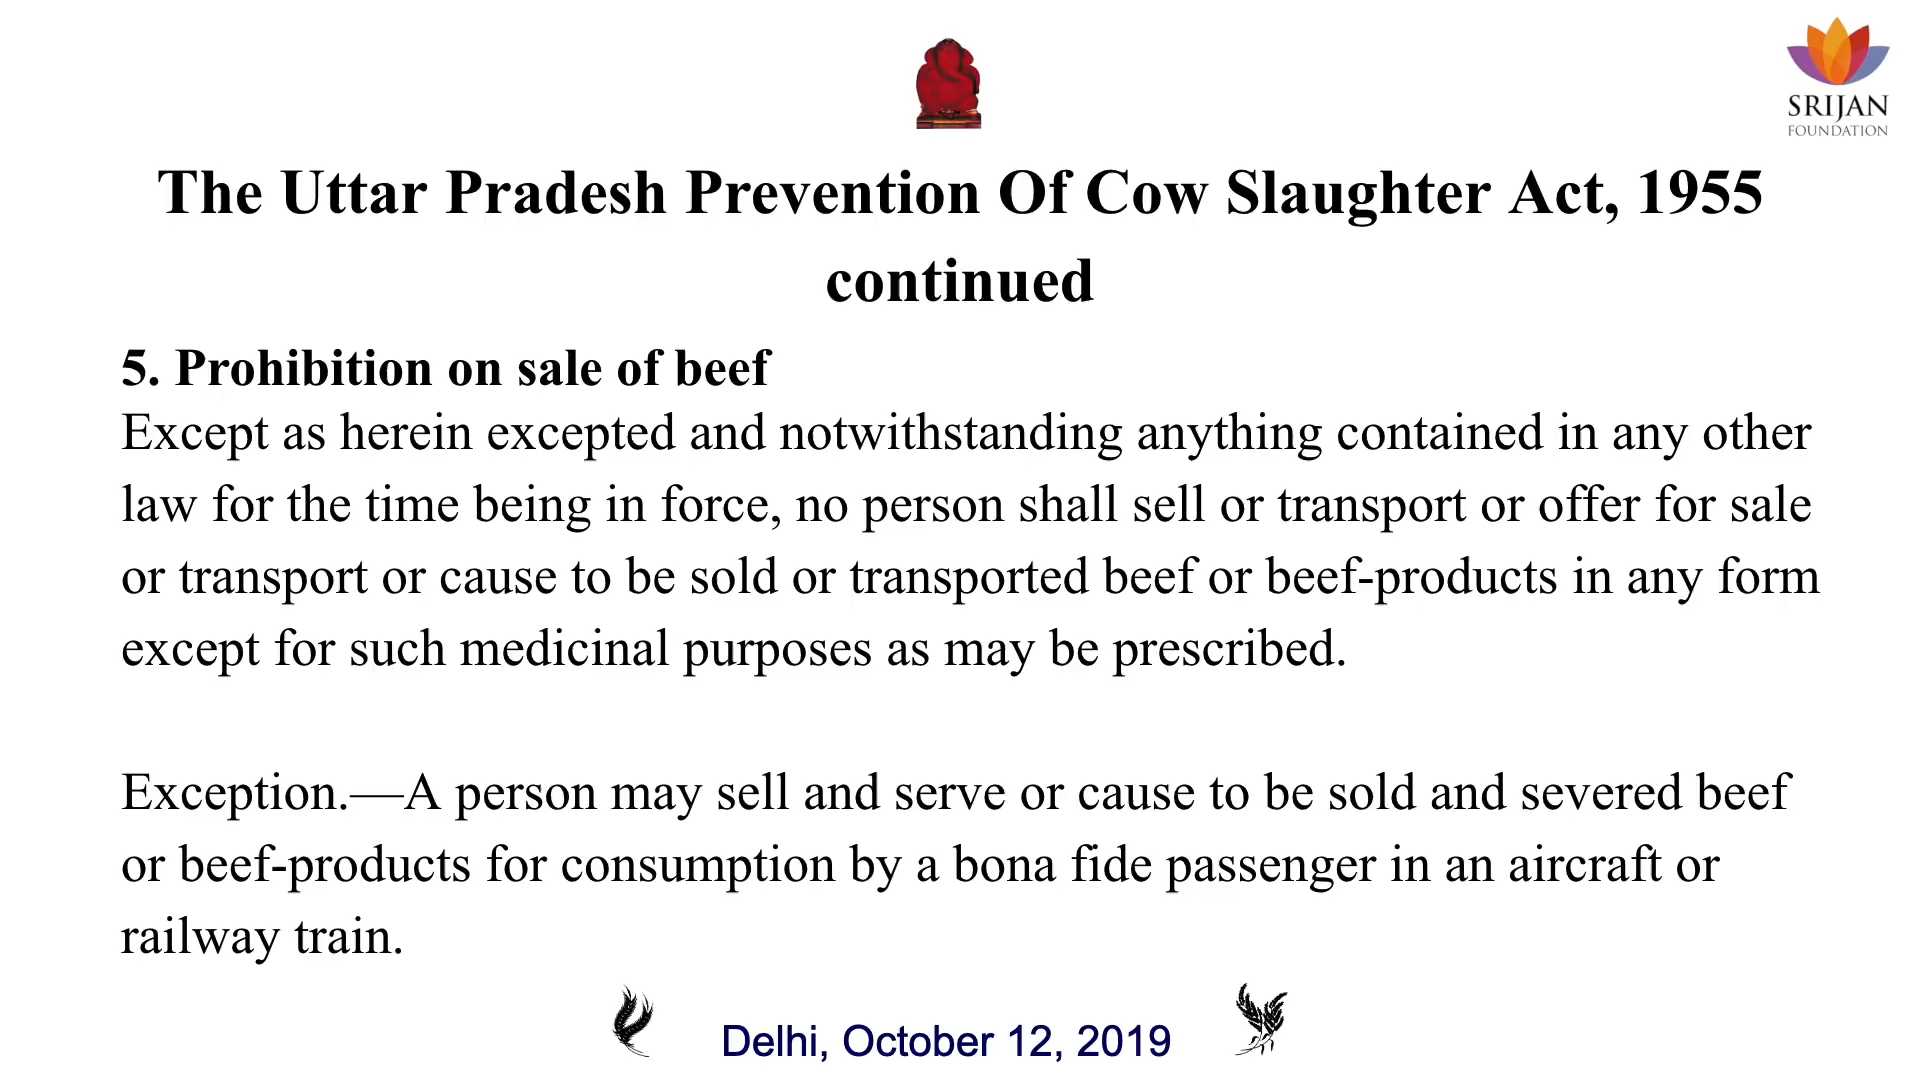 SRIJAN
FOUNDATION
The Uttar Pradesh Prevention Of Cow Slaughter Act, 1955
continued
5. Prohibition on sale of beef
Except as herein excepted and notwithstanding anything contained in any other
law for the time being in force, no person shall sell or transport or offer for sale
or transport or cause to be sold or transported beef or beef-products in any form
except for such medicinal purposes as may be prescribed.
Exception.—A person may sell and serve or cause to be sold and severed beef
or beef-products for consumption by a bona fide passenger in an aircraft or
railway train.
Delhi, October 12, 2019